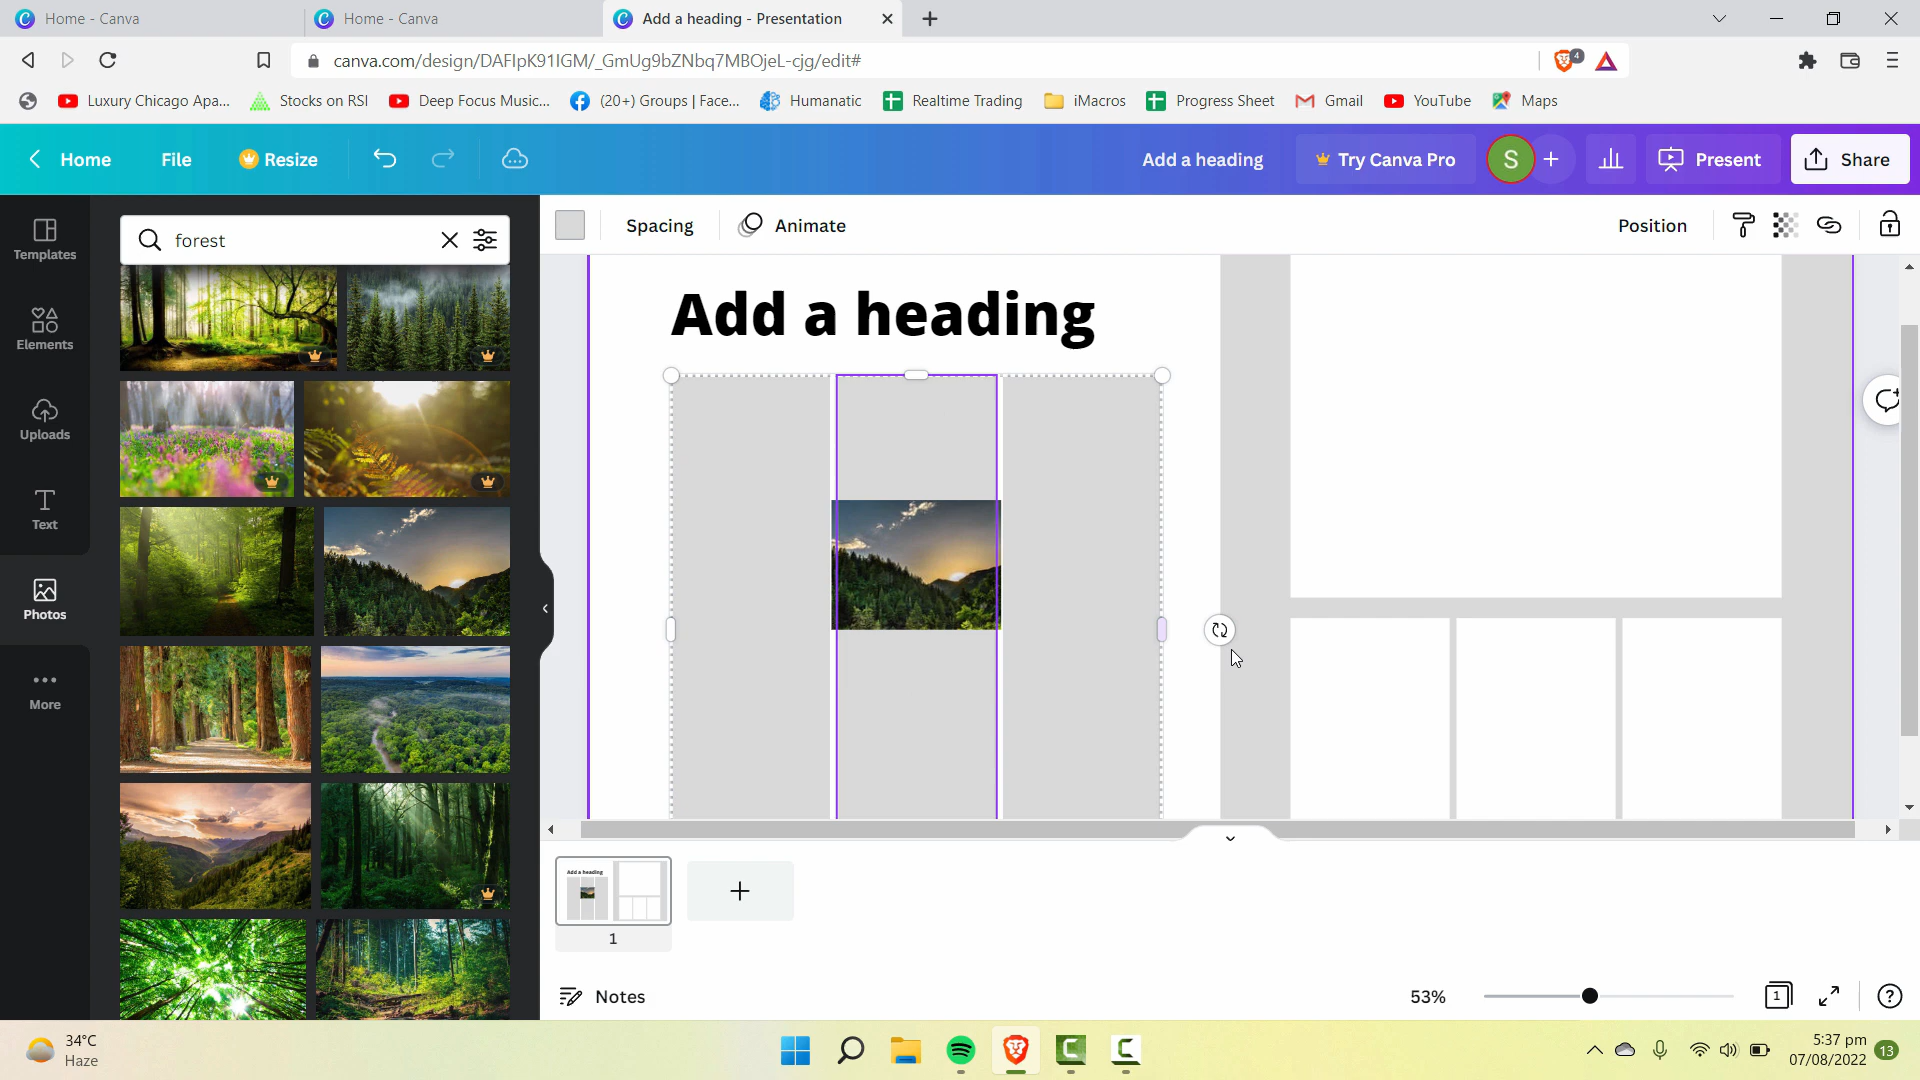 Home - Canva
Home - Canva
Add a heading - Presentation
canva.com/design/DAFIpK91IGM/_GmUg9bZNbq7MBOjeL-cjg/edit#
4
Luxury Chicago Apa...
Stocks on RSI
Deep Focus Music...
(20+) Groups | Face...
Humanatic
Realtime Trading
iMacros
Progress Sheet
Gmail
YouTube
Maps
Home
File
Resize
Add a heading
Try Canva Pro
S
Present
Share
Templates
Elements
Uploads
Text
Photos
More
forest
Spacing
Animate
Position
Add a heading
Add a heading
1
Notes
53%
1
34°C
Haze
5:37 pm
07/08/2022
13